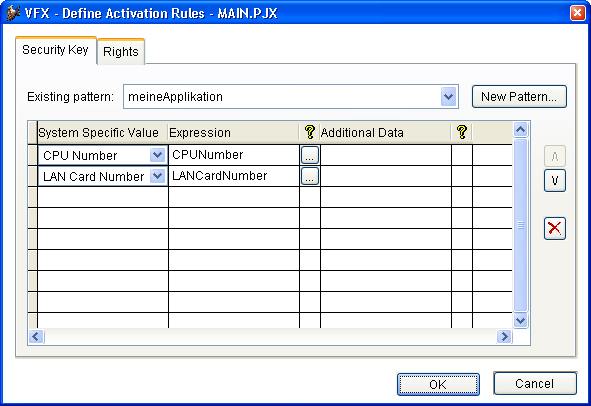 VFX - Define Activation Rules - MAIN.PJX
Security Key Rights
Existing pattern: meineApplikation New Pattern...
System Specific Value Expression ? Additional Data ?
CPU Number CPUNumber ...
LAN Card Number LANCardNumber ...
OK Cancel